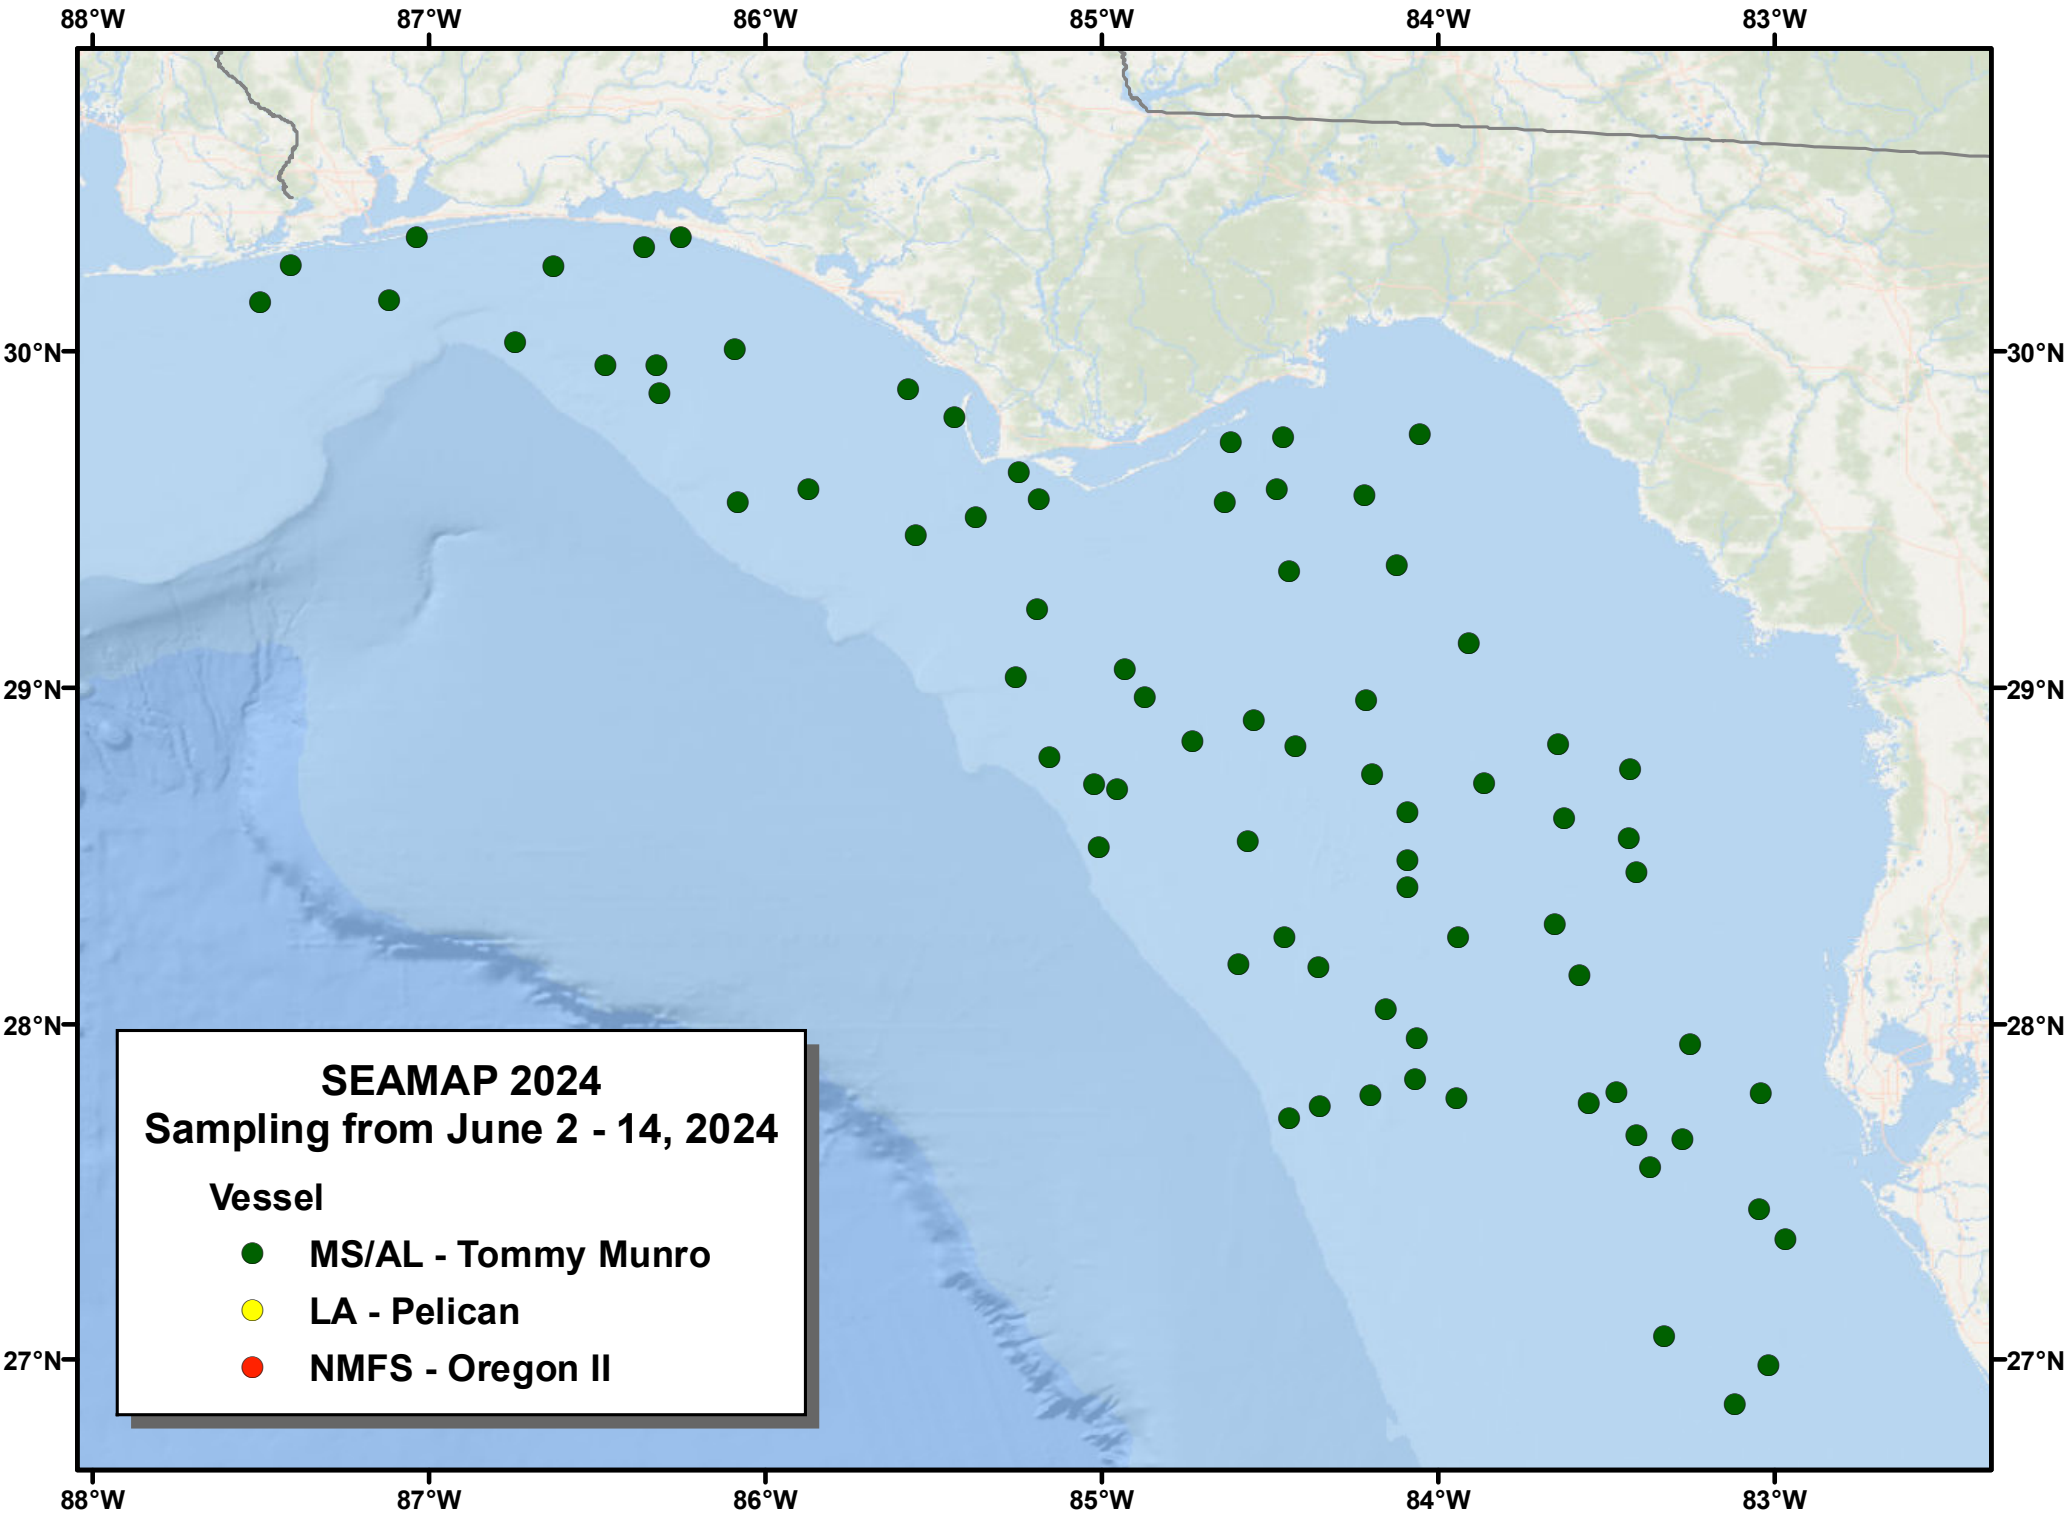 88°W 87°W 86°W 85°W 84°W 83°W
30°N 30°N
29°N 29°N
28°N 28°N
27°N 27°N
SEAMAP 2024
Sampling from June 2 - 14, 2024
Vessel
MS/AL - Tommy Munro
LA - Pelican
NMFS - Oregon II
88°W 87°W 86°W 85°W 84°W 83°W